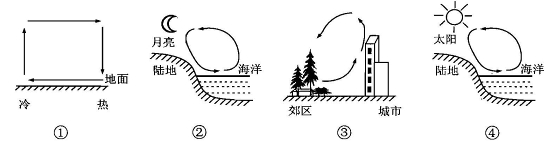 地面
冷 热
①
月亮
陆地 海洋
②
郊区 城市
③
太阳
陆地 海洋
④